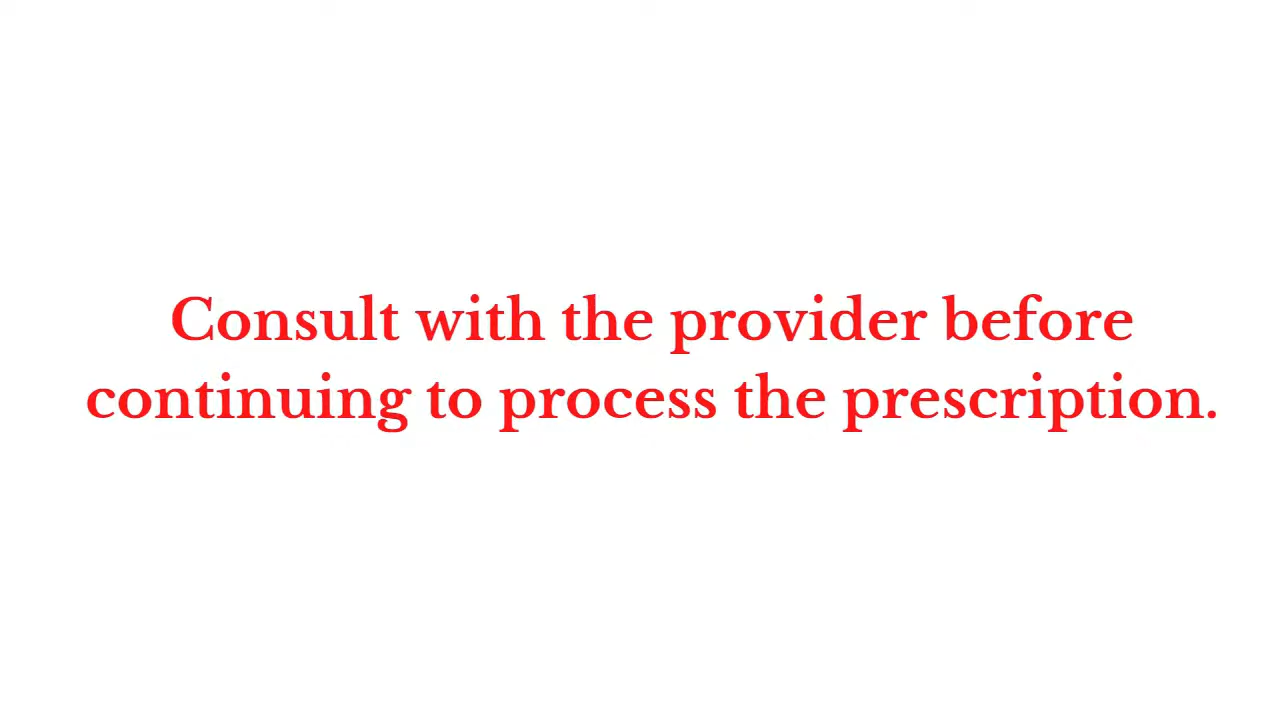 Consult with the provider before
continuing to process the prescription.